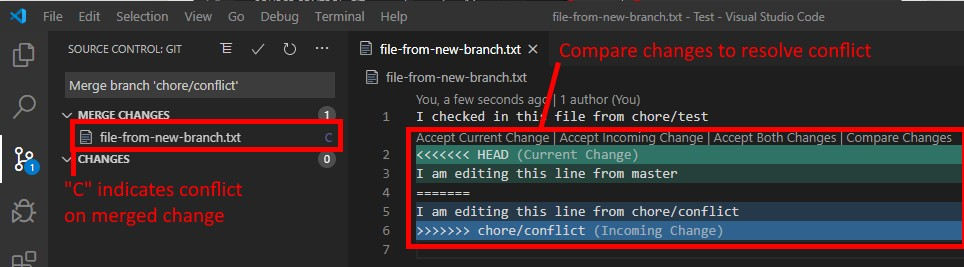 File Edit Selection View Go Debug Terminal Help file-from-new-branch.txt - Test - Visual Studio Code
SOURCE CONTROL: GIT
Merge branch 'chore/conflict'
MERGE CHANGES 1
file-from-new-branch.txt C
CHANGES 0
1
"C" indicates conflict
on merged change
file-from-new-branch.txt
Compare changes to resolve conflict
file-from-new-branch.txt
You, a few seconds ago | 1 author (You)
1 I checked in this file from chore/test
Accept Current Change | Accept Incoming Change | Accept Both Changes | Compare Changes
2 <<<<<<< HEAD (Current Change)
3 I am editing this line from master
4 =======
5 I am editing this line from chore/conflict
6 >>>>>>> chore/conflict (Incoming Change)
7